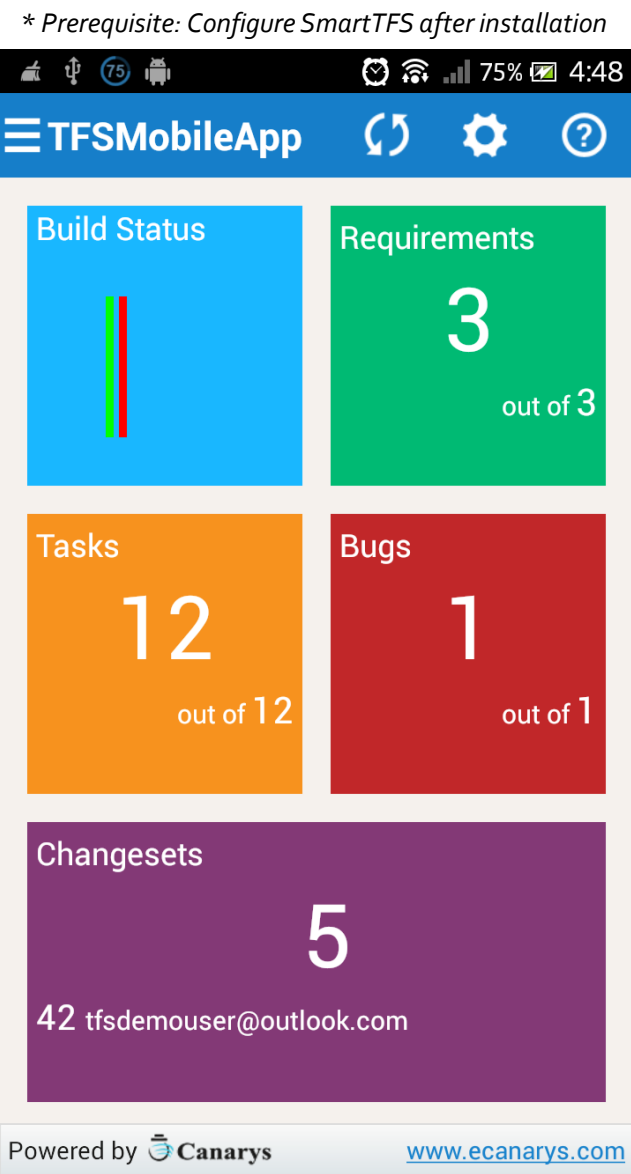 * Prerequisite: Configure SmartTFS after installation
75 75% 4:48
TFSMobileApp ?
Build Status
Requirements
3
out of 3
Tasks
12
out of 12
Bugs
1
out of 1
Changesets
5
42 tfsdemouser@outlook.com
Powered by Canarys www.ecanarys.com